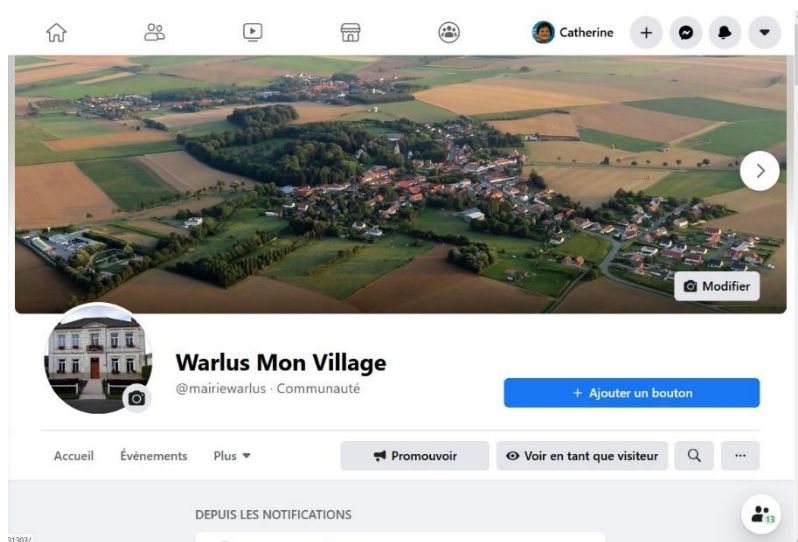 Catherine
Modifier
Warlus Mon Village
@mairiewarlus · Communauté
+ Ajouter un bouton
Accueil Évènements Plus Promouvoir Voir en tant que visiteur ...
DEPUIS LES NOTIFICATIONS
13
31303/